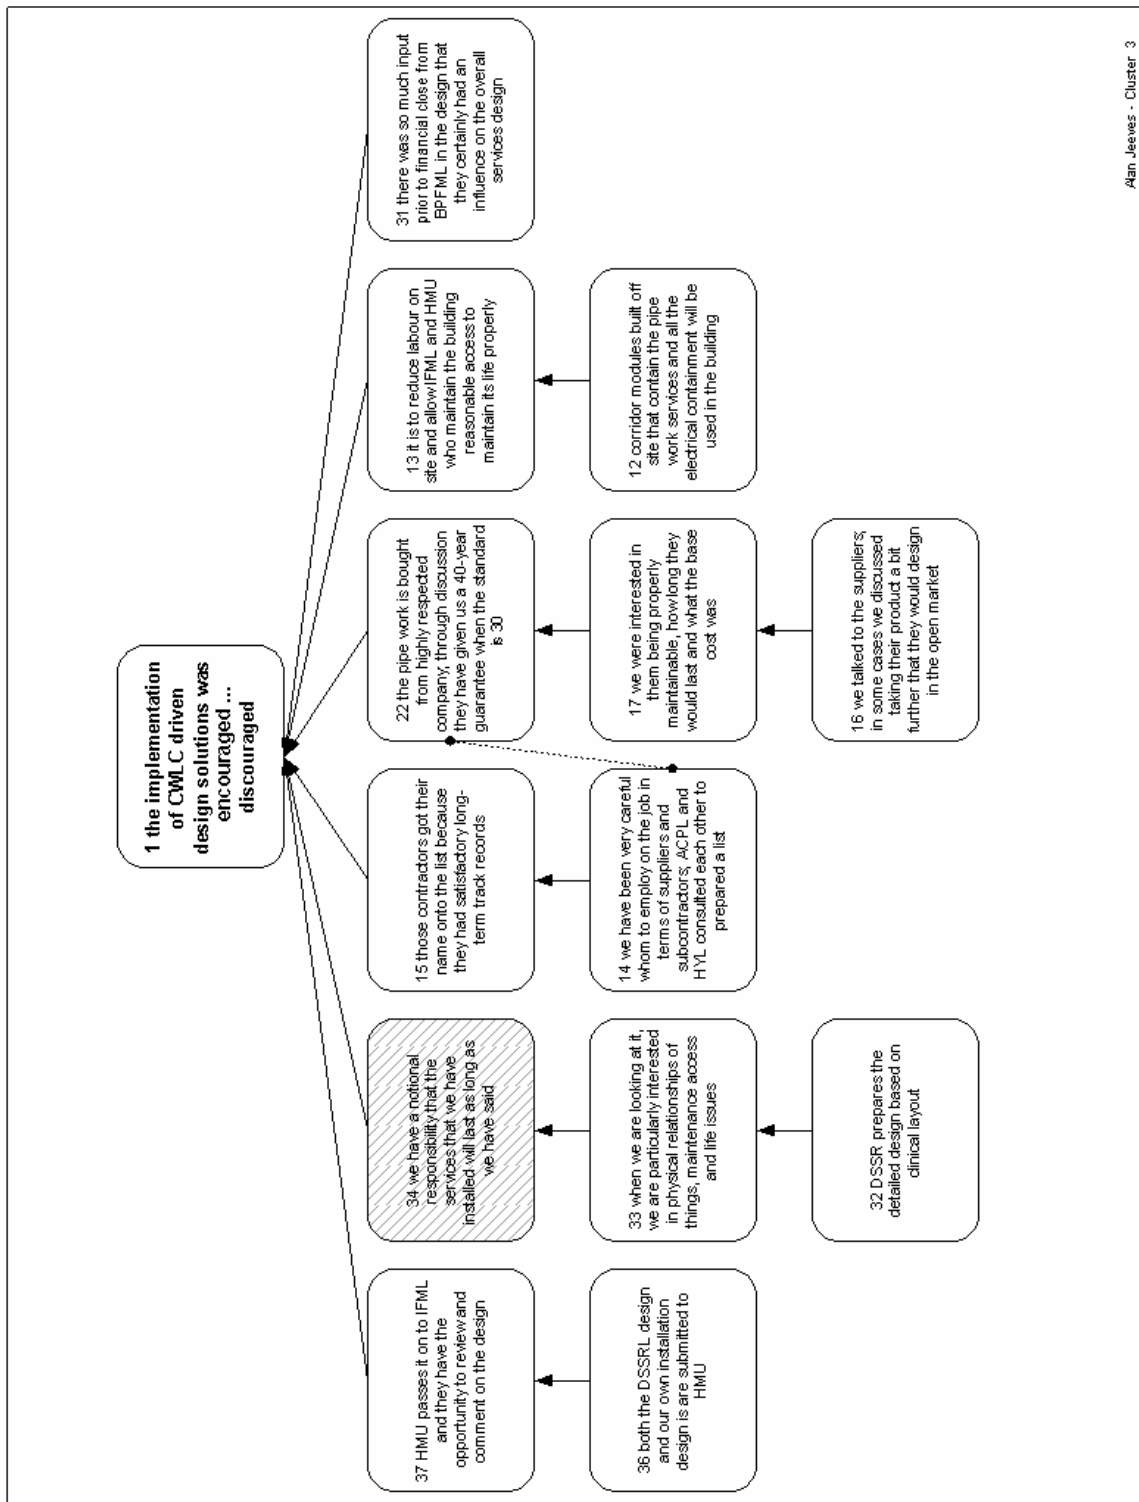 1 the implementation
of CWLC driven
design solutions was
encouraged ...
discouraged
37 HMU passes it on to IFML
and they have the
opportunity to review and
comment on the design
34 we have a notional
responsibility that the
services that we have
installed will last as long as
we have said
15 those contractors got their
name onto the list because
they had satisfactory long-
term track records
22 the pipe work is bought
from highly respected
company, through discussion
they have given us a 40-year
guarantee when the standard
is 30
13 it is to reduce labour on
site and allow IFML and HMU
who maintain the building
reasonable access to
maintain its life properly
31 there was so much input
prior to financial close from
BPFML in the design that
they certainly had an
influence on the overall
services design
36 both the DSSRL design
and our own installation
design is are submitted to
HMU
33 when we are looking at it,
we are particularly interested
in physical relationships of
things, maintenance access
and life issues
14 we have been very careful
whom to employ on the job in
terms of suppliers and
subcontractors; ACPL and
HYL consulted each other to
prepared a list
17 we were interested in
them being properly
maintainable, how long they
would last and what the base
cost was
12 corridor modules built off
site that contain the pipe
work services and all the
electrical containment will be
used in the building
32 DSSR prepares the
detailed design based on
clinical layout
16 we talked to the suppliers;
in some cases we discussed
taking their product a bit
further that they would design
in the open market
Alan Jeeves - Cluster 3